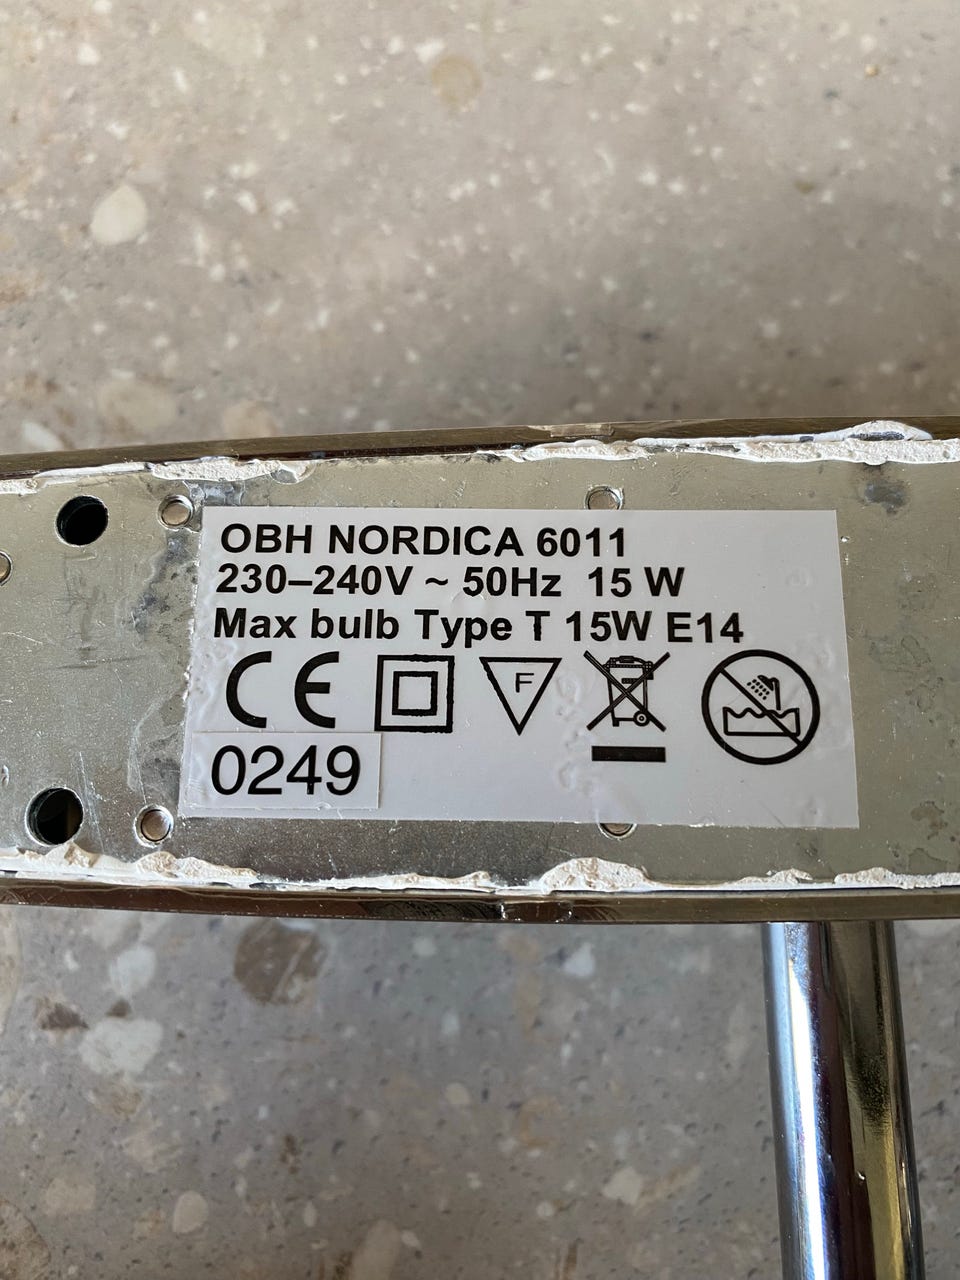 OBH NORDICA 6011
230–240V ~ 50Hz 15 W
Max bulb Type T 15W E14
CE F
0249